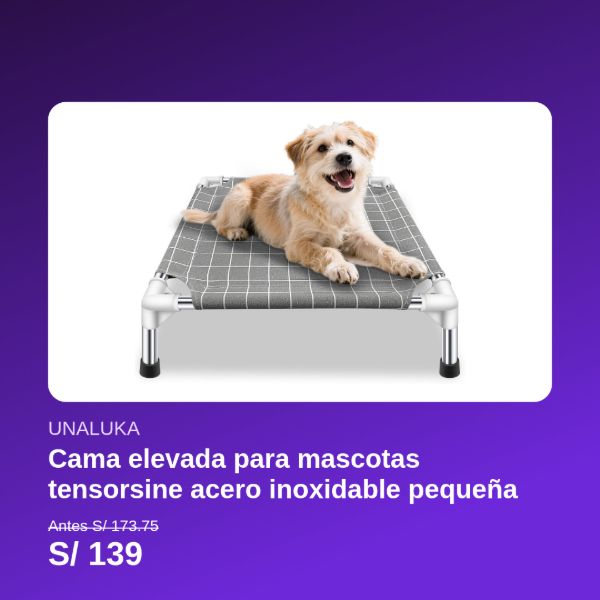 UNALUKA
Cama elevada para mascotas
tensorsine acero inoxidable pequeña
Antes S/ 173.75
S/ 139